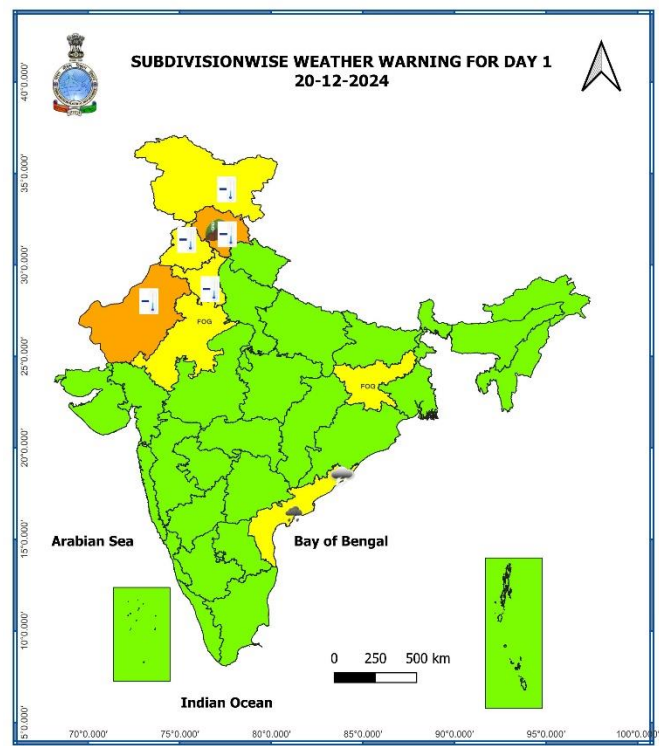 SUBDIVISIONWISE WEATHER WARNING FOR DAY 1
20-12-2024
40°0.000'
35°0.000'
30°0.000'
25°0.000'
20°0.000'
15°0.000'
10°0.000'
5°0.000'
FOG
FOG
Arabian Sea
Bay of Bengal
0 250 500 km
Indian Ocean
70°0.000' 75°0.000' 80°0.000' 85°0.000' 90°0.000' 95°0.000' 100°0.000'